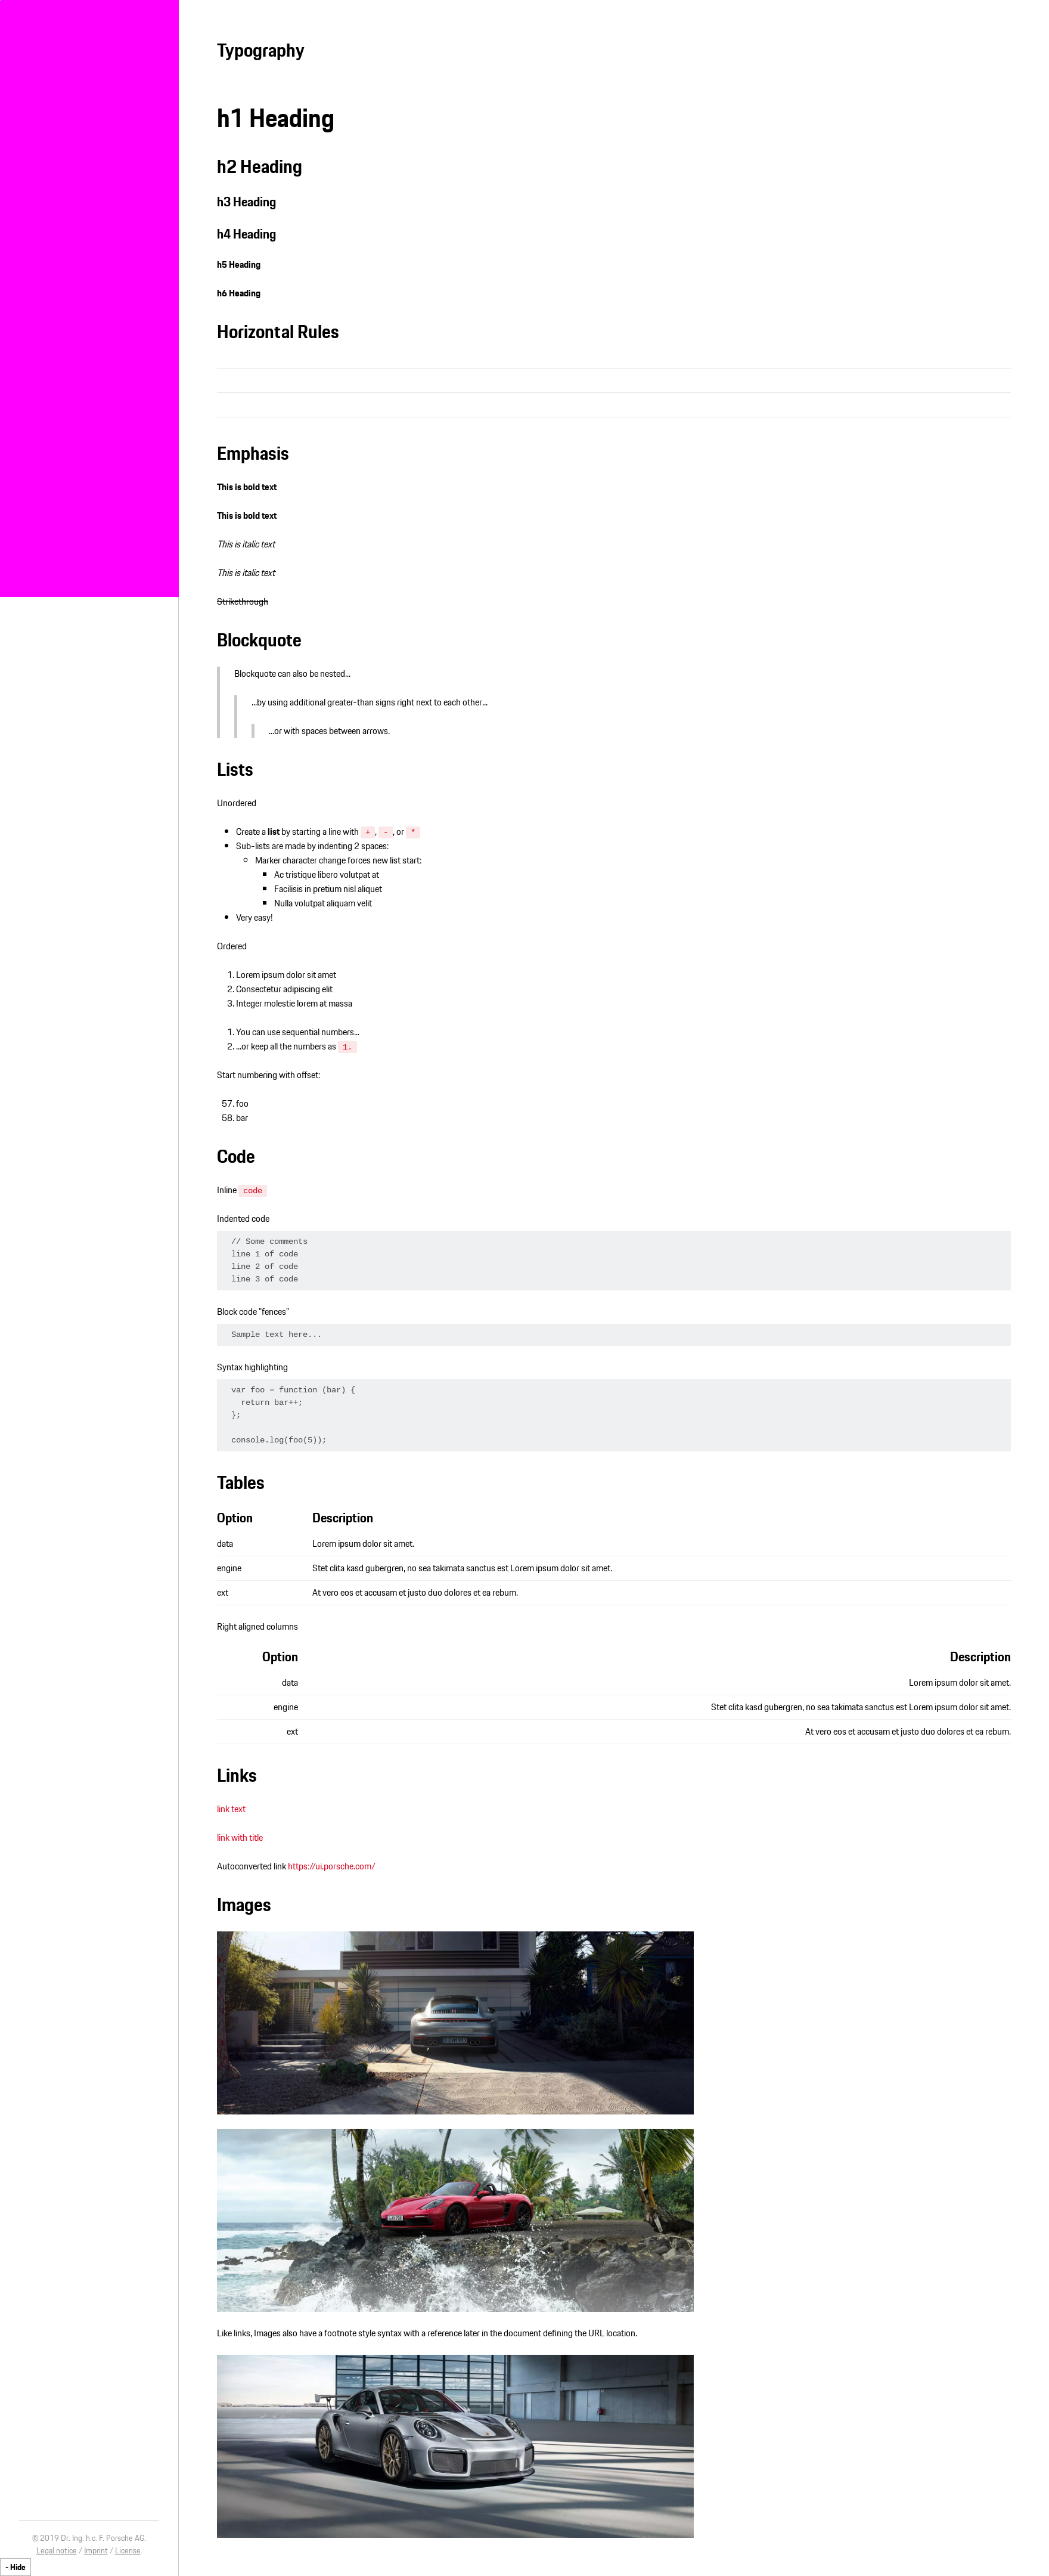 Typography
h1 Heading
h2 Heading
h3 Heading
h4 Heading
h5 Heading
h6 Heading
Horizontal Rules
Emphasis
This is bold text
This is bold text
This is italic text
This is italic text
Strikethrough
Blockquote
Blockquote can also be nested...
...by using additional greater-than signs right next to each other...
...or with spaces between arrows.
Lists
Unordered
Create a list by starting a line with +, -, or *
Sub-lists are made by indenting 2 spaces:
Marker character change forces new list start:
Ac tristique libero volutpat at
Facilisis in pretium nisl aliquet
Nulla volutpat aliquam velit
Very easy!
Ordered
1. Lorem ipsum dolor sit amet
2. Consectetur adipiscing elit
3. Integer molestie lorem at massa
1. You can use sequential numbers...
2. ...or keep all the numbers as 1.
Start numbering with offset:
57. foo
58. bar
Code
Inline code
Indented code
// Some comments
line 1 of code
line 2 of code
line 3 of code
Block code "fences"
Sample text here...
Syntax highlighting
var foo = function (bar) {
  return bar++;
};
console.log(foo(5));
Tables
Option Description
data Lorem ipsum dolor sit amet.
engine Stet clita kasd gubergren, no sea takimata sanctus est Lorem ipsum dolor sit amet.
ext At vero eos et accusam et justo duo dolores et ea rebum.
Right aligned columns
Option Description
data Lorem ipsum dolor sit amet.
engine Stet clita kasd gubergren, no sea takimata sanctus est Lorem ipsum dolor sit amet.
ext At vero eos et accusam et justo duo dolores et ea rebum.
Links
link text
link with title
Autoconverted link https://ui.porsche.com/
Images
Like links, Images also have a footnote style syntax with a reference later in the document defining the URL location.
© 2019 Dr. Ing. h.c. F. Porsche AG.
Legal notice / Imprint / License.
- Hide